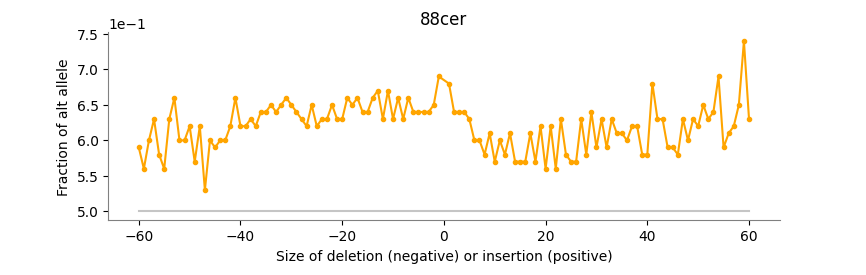 88cer
1e−1
7.5
7.0
6.5
6.0
5.5
5.0
Fraction of alt allele
−60 −40 −20 0 20 40 60
Size of deletion (negative) or insertion (positive)